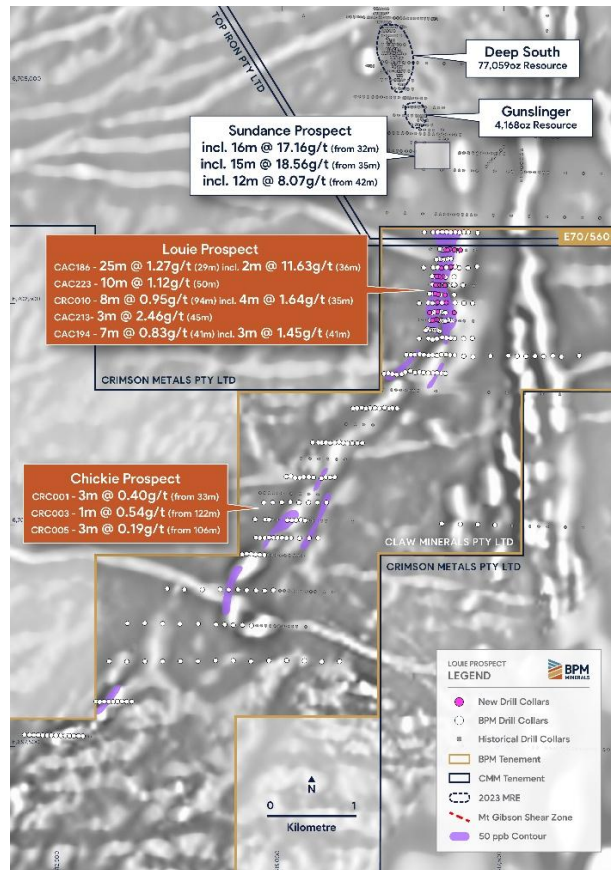 TOP IRON PTY LTD
Deep South
77,059oz Resource
Gunslinger
4,168oz Resource
Sundance Prospect
incl. 16m @ 17.16g/t (from 32m)
incl. 15m @ 18.56g/t (from 35m)
incl. 12m @ 8.07g/t (from 42m)
E70/560
Louie Prospect
CAC186 - 25m @ 1.27g/t (29m) incl. 2m @ 11.63g/t (36m)
CAC223 - 10m @ 1.12g/t (50m)
CRC010 - 8m @ 0.95g/t (94m) incl. 4m @ 1.64g/t (35m)
CAC213- 3m @ 2.46g/t (45m)
CAC194 - 7m @ 0.83g/t (41m) incl. 3m @ 1.45g/t (41m)
CRIMSON METALS PTY LTD
Chickie Prospect
CRC001 - 3m @ 0.40g/t (from 33m)
CRC003 - 1m @ 0.54g/t (from 122m)
CRC005 - 3m @ 0.19g/t (from 106m)
CLAW MINERALS PTY LTD
CRIMSON METALS PTY LTD
LOUIE PROSPECT
LEGEND
BPM
MINERALS
New Drill Collars
BPM Drill Collars
Historical Drill Collars
BPM Tenement
CMM Tenement
2023 MRE
Mt Gibson Shear Zone
50 ppb Contour
N
0 1
Kilometre